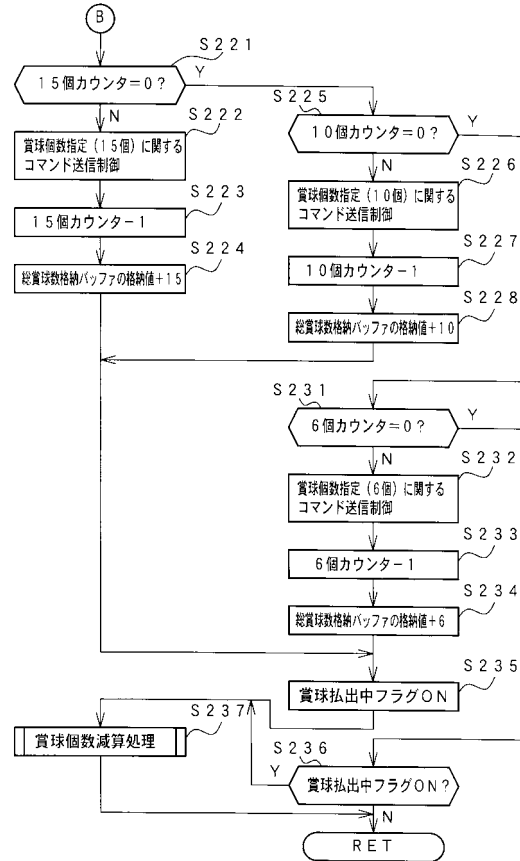 B
S221
15個カウンタ=0?
Y
N
S222
賞球個数指定(15個)に関する
コマンド送信制御
S223
15個カウンタ-1
S224
総賞球数格納バッファの格納値+15
S225
10個カウンタ=0?
Y
N
S226
賞球個数指定(10個)に関する
コマンド送信制御
S227
10個カウンタ-1
S228
総賞球数格納バッファの格納値+10
S231
6個カウンタ=0?
Y
N
S232
賞球個数指定(6個)に関する
コマンド送信制御
S233
6個カウンタ-1
S234
総賞球数格納バッファの格納値+6
S235
賞球払出中フラグON
S237
賞球個数減算処理
S236
賞球払出中フラグON?
Y
N
RET